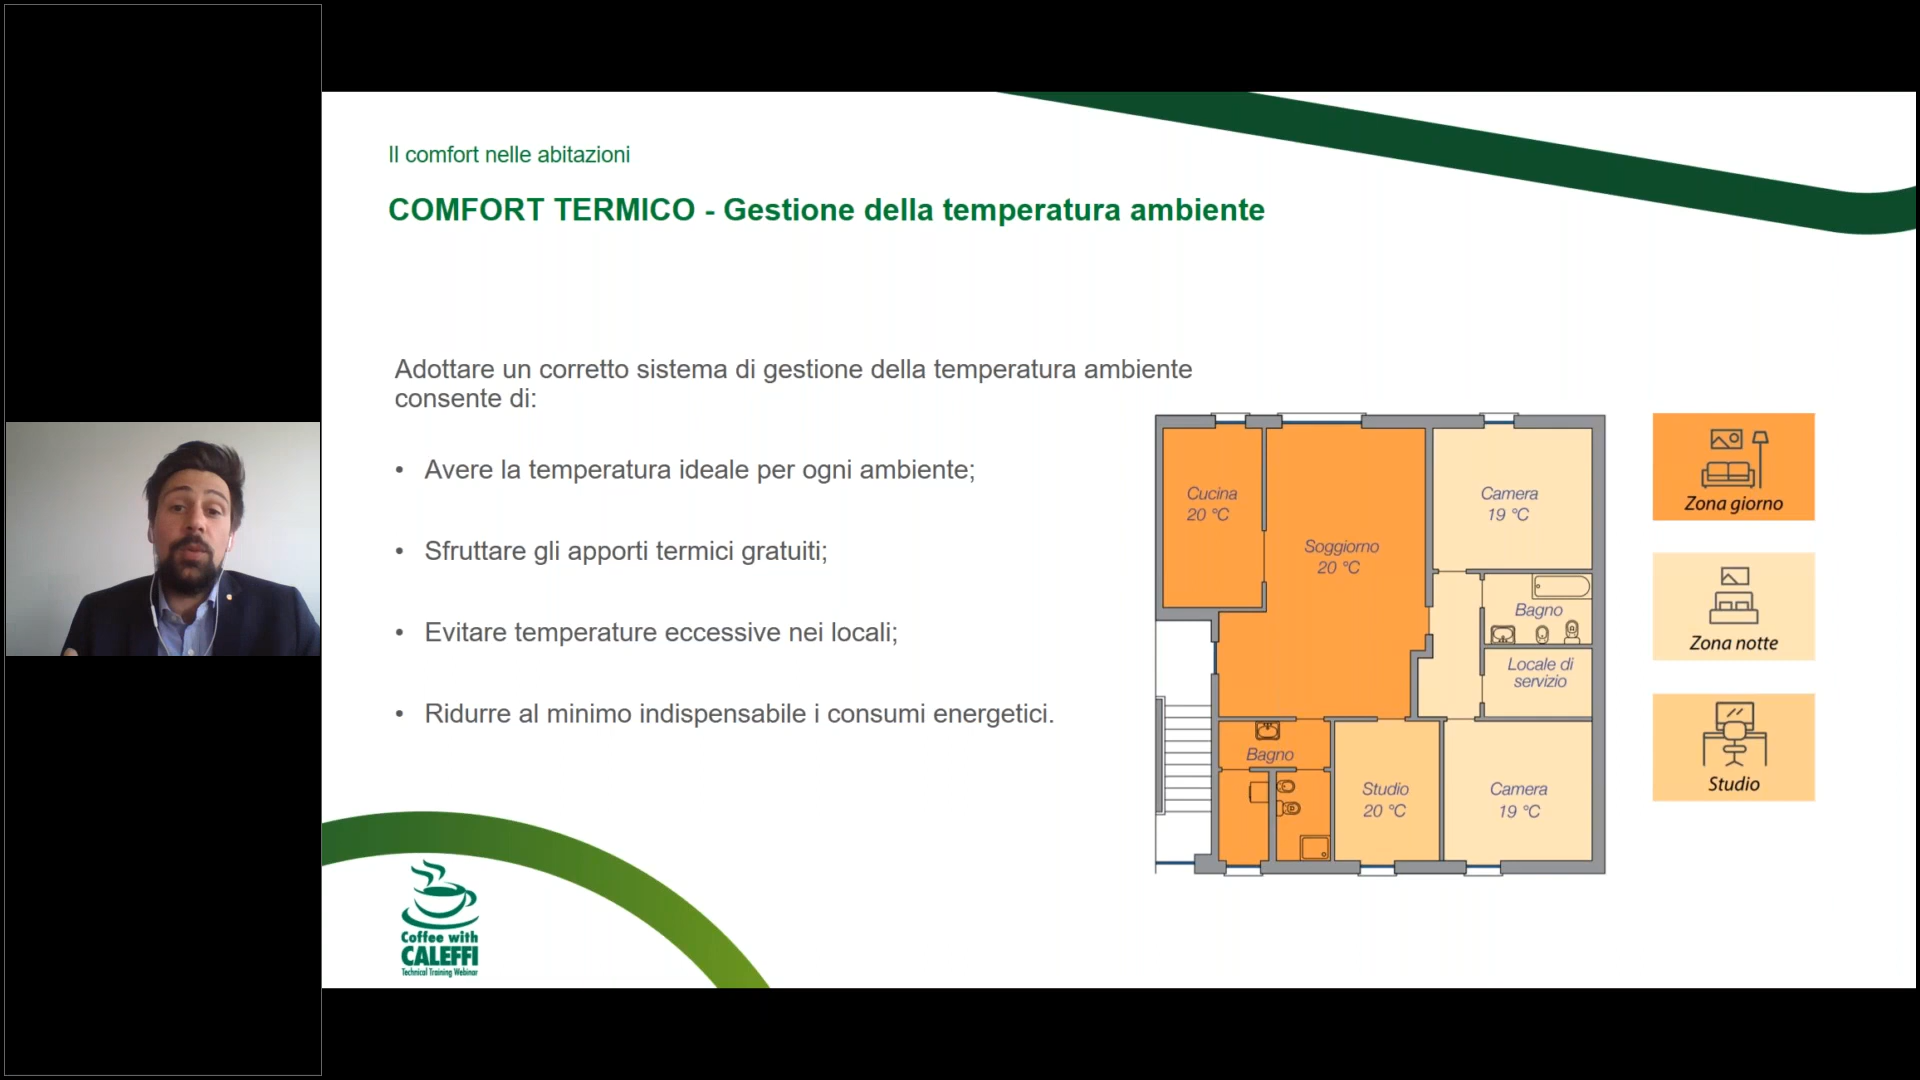 Il comfort nelle abitazioni
COMFORT TERMICO - Gestione della temperatura ambiente
Adottare un corretto sistema di gestione della temperatura ambiente
consente di:
• Avere la temperatura ideale per ogni ambiente;
• Sfruttare gli apporti termici gratuiti;
• Evitare temperature eccessive nei locali;
• Ridurre al minimo indispensabile i consumi energetici.
Cucina
20 °C
Soggiorno
20 °C
Camera
19 °C
Bagno
Locale di
servizio
Bagno
Studio
20 °C
Camera
19 °C
Zona giorno
Zona notte
Studio
Coffee with
CALEFFI
Technical Training Webinar